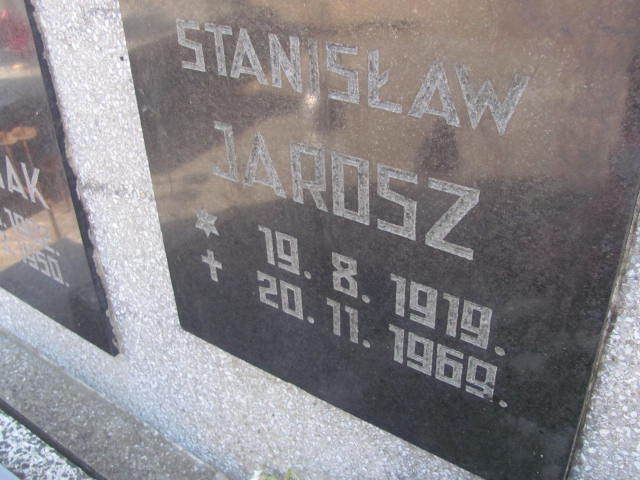 STANISŁAW
JAROSZ
19. 8. 1919.
20. 11. 1969.